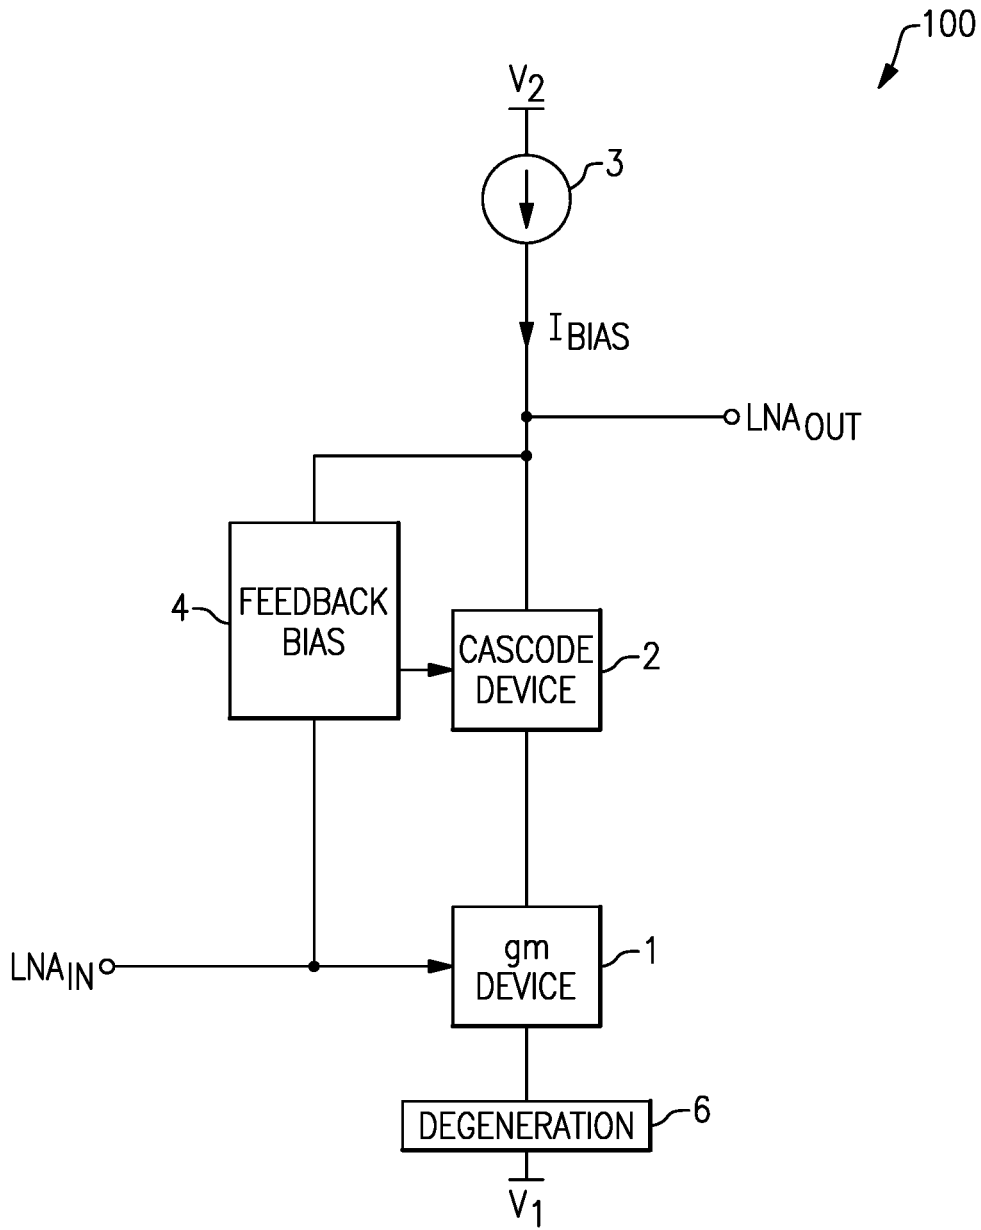 100
V2
3
IBIAS
LNAOUT
4
FEEDBACK
BIAS
CASCODE
DEVICE
2
LNAIN
gm
DEVICE
1
DEGENERATION
6
V1